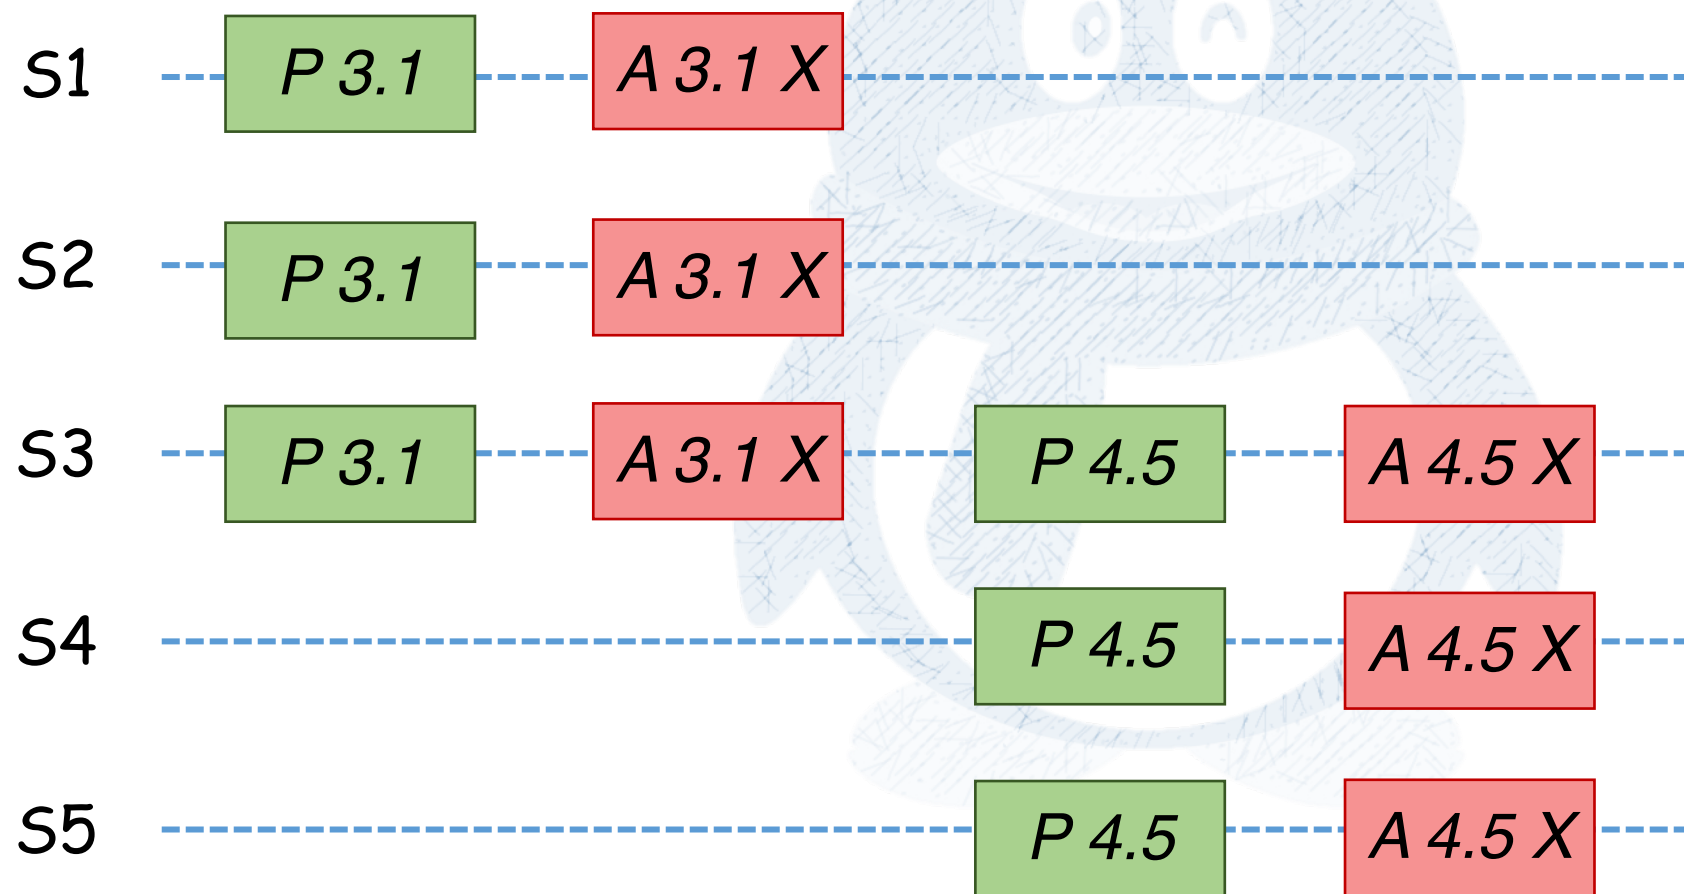 S1 P 3.1 A 3.1 X
S2 P 3.1 A 3.1 X
S3 P 3.1 A 3.1 X P 4.5 A 4.5 X
S4 P 4.5 A 4.5 X
S5 P 4.5 A 4.5 X